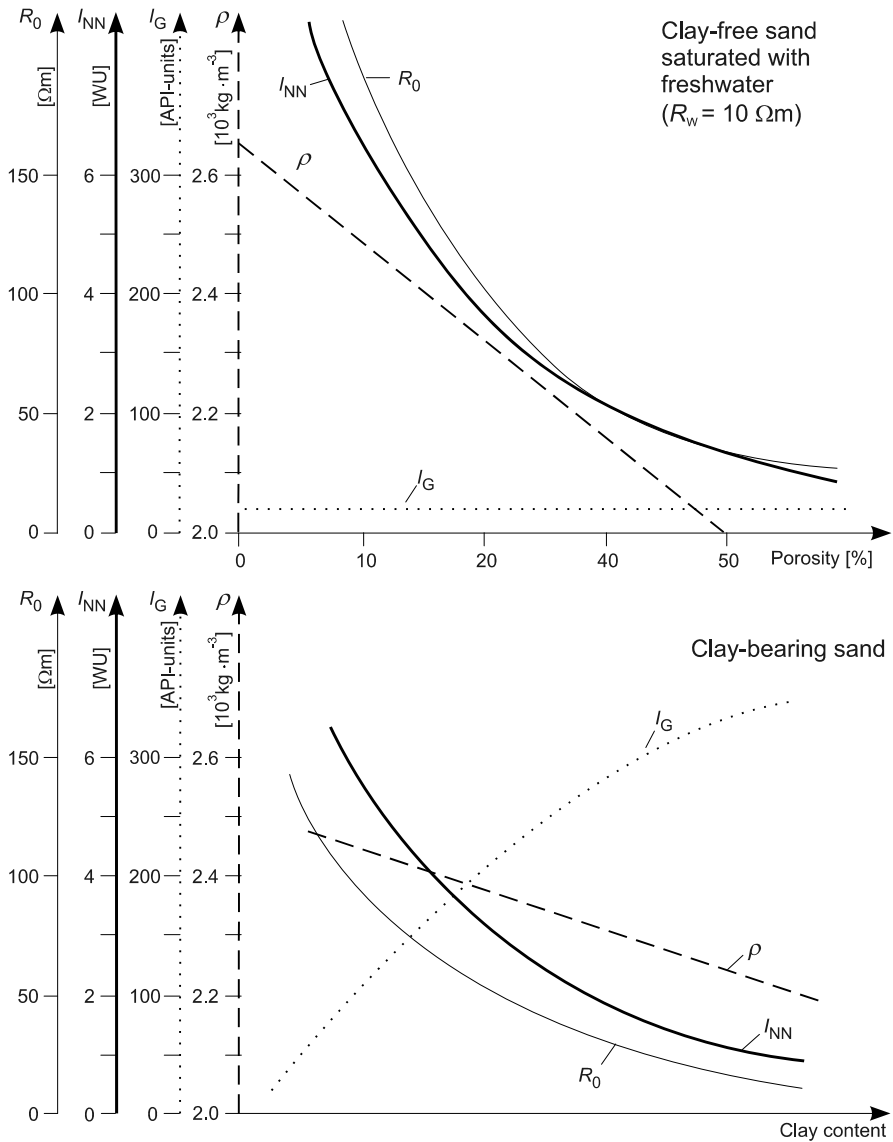 R0 INN IG ρ
[Ωm] [WU] [API-units] [10³kg·m⁻³]
Clay-free sand
saturated with
freshwater
(Rw = 10 Ωm)
INN
R0
ρ
150 6 300 2.6
100 4 200 2.4
50 2 100 2.2
IG
0 0 0 2.0
0 10 20 40 50 Porosity [%]
R0 INN IG ρ
[Ωm] [WU] [API-units] [10³kg·m⁻³]
Clay-bearing sand
IG
150 6 300 2.6
100 4 200 2.4
ρ
50 2 100 2.2
INN
R0
0 0 0 2.0
Clay content